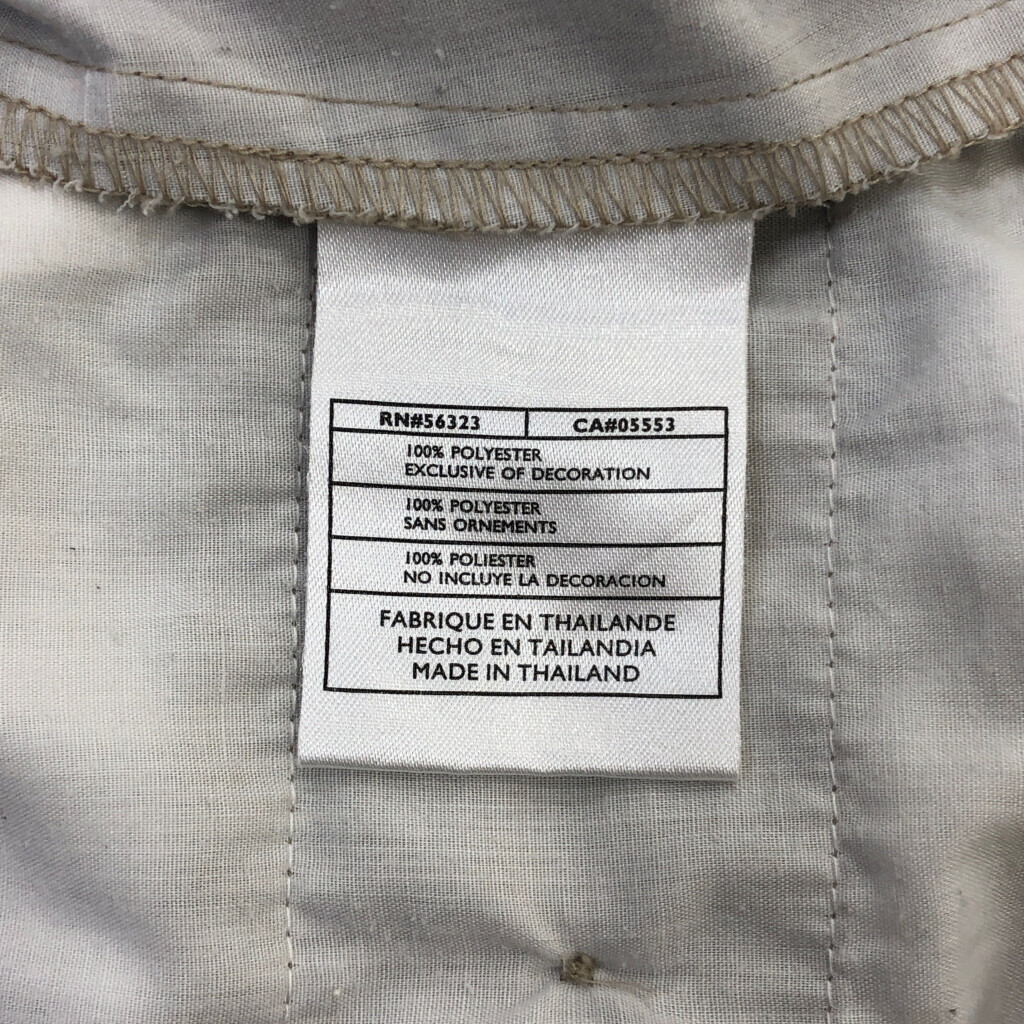 RN#56323 CA#05553
100% POLYESTER
EXCLUSIVE OF DECORATION
100% POLYESTER
SANS ORNEMENTS
100% POLIESTER
NO INCLUYE LA DECORACION
FABRIQUE EN THAILANDE
HECHO EN TAILANDIA
MADE IN THAILAND